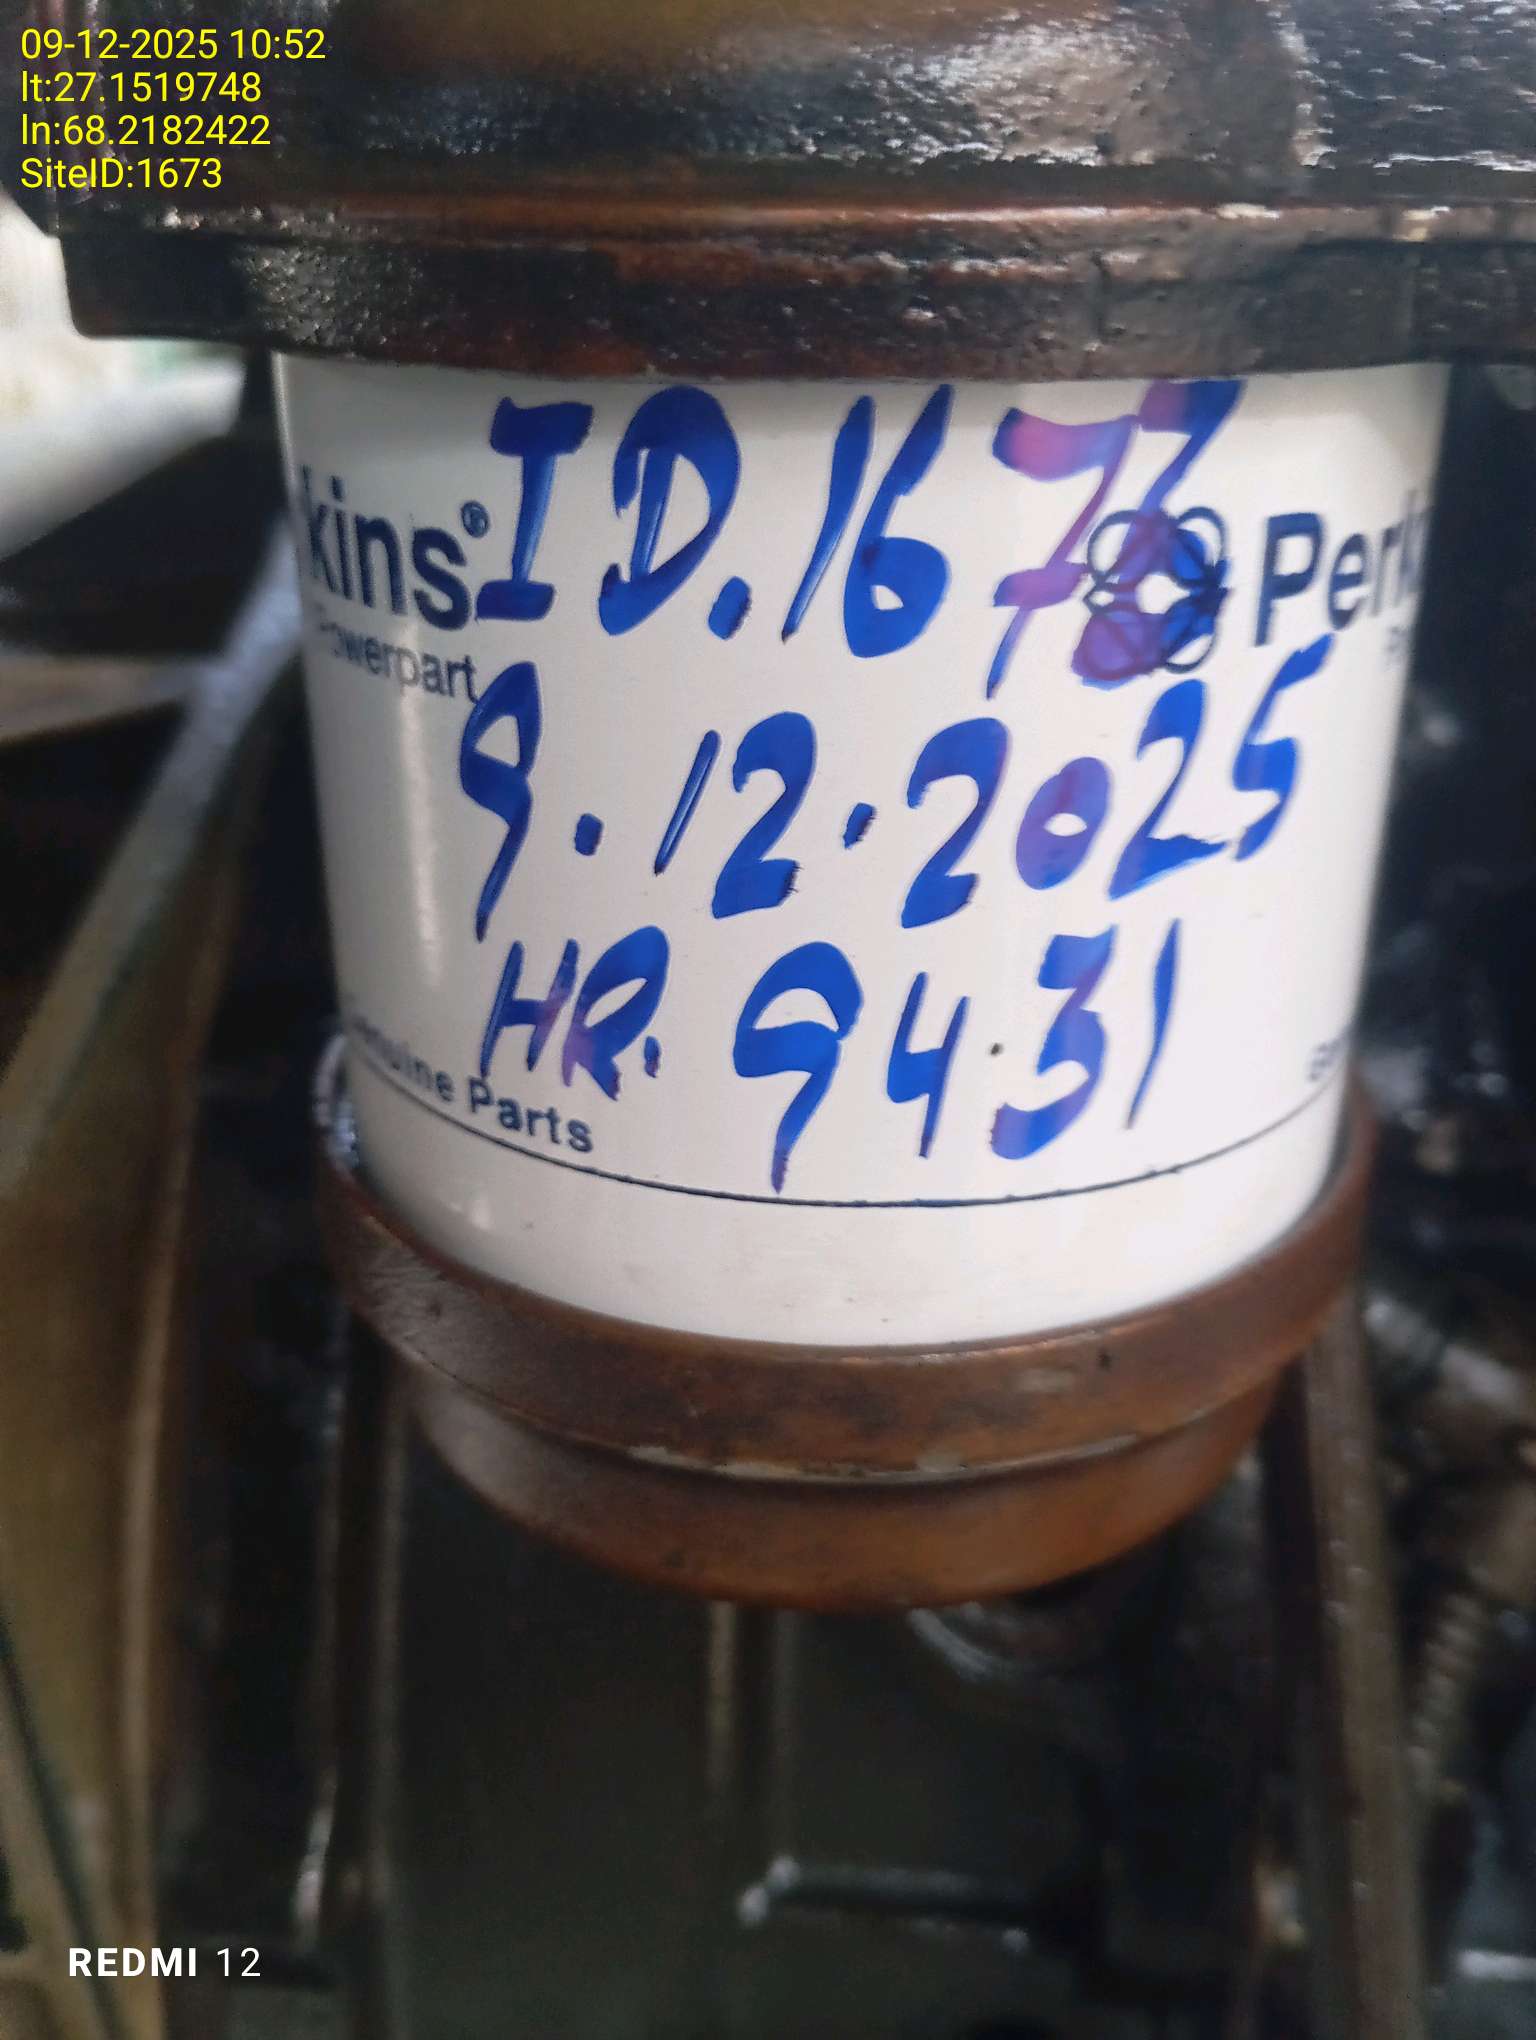 09-12-2025 10:52
lt:27.1519748
ln:68.2182422
SiteID:1673
ID.1673
kins®
Powerpart
Perk
9.12.2025
HR. 9431
Genuine Parts
REDMI 12